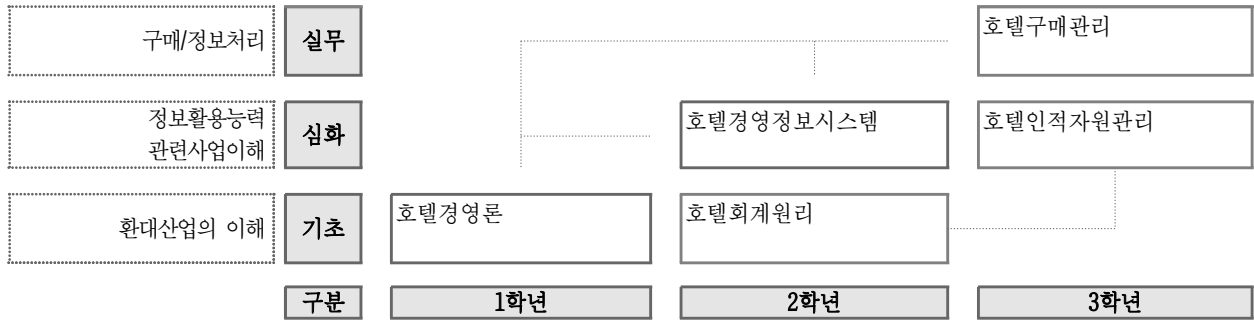 구매/정보처리 실무 호텔구매관리
정보활용능력
관련사업이해 심화 호텔경영정보시스템 호텔인적자원관리
환대산업의 이해 기초 호텔경영론 호텔회계원리
구분 1학년 2학년 3학년